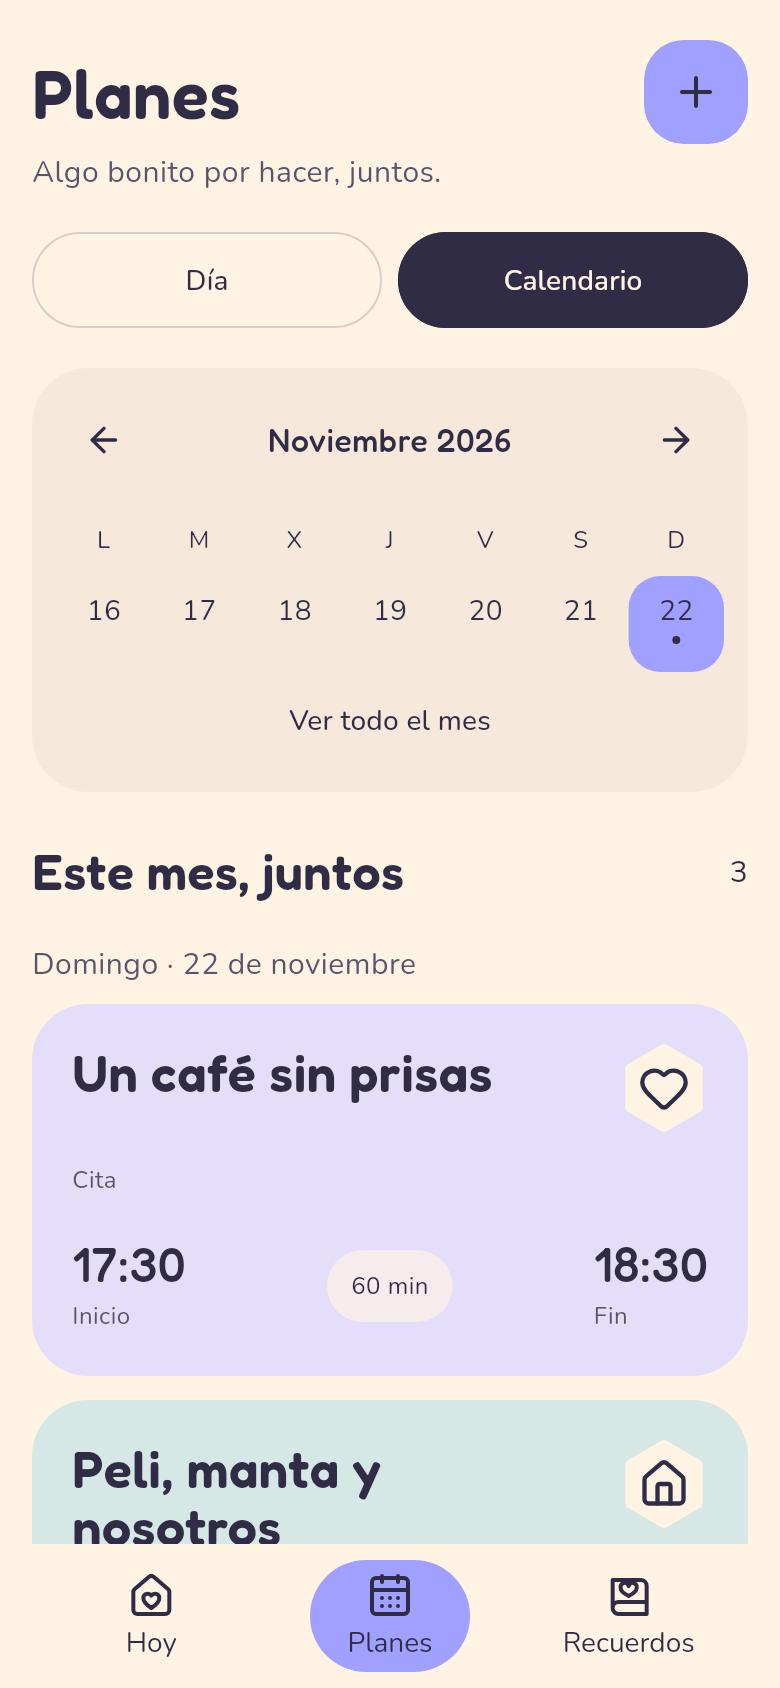 Planes
Algo bonito por hacer, juntos.
Día
Calendario
Noviembre 2026
L M X J V S D
16 17 18 19 20 21 22
Ver todo el mes
Este mes, juntos
3
Domingo · 22 de noviembre
Un café sin prisas
Cita
17:30
60 min
18:30
Inicio
Fin
Peli, manta y
nosotros
Hoy
Planes
Recuerdos